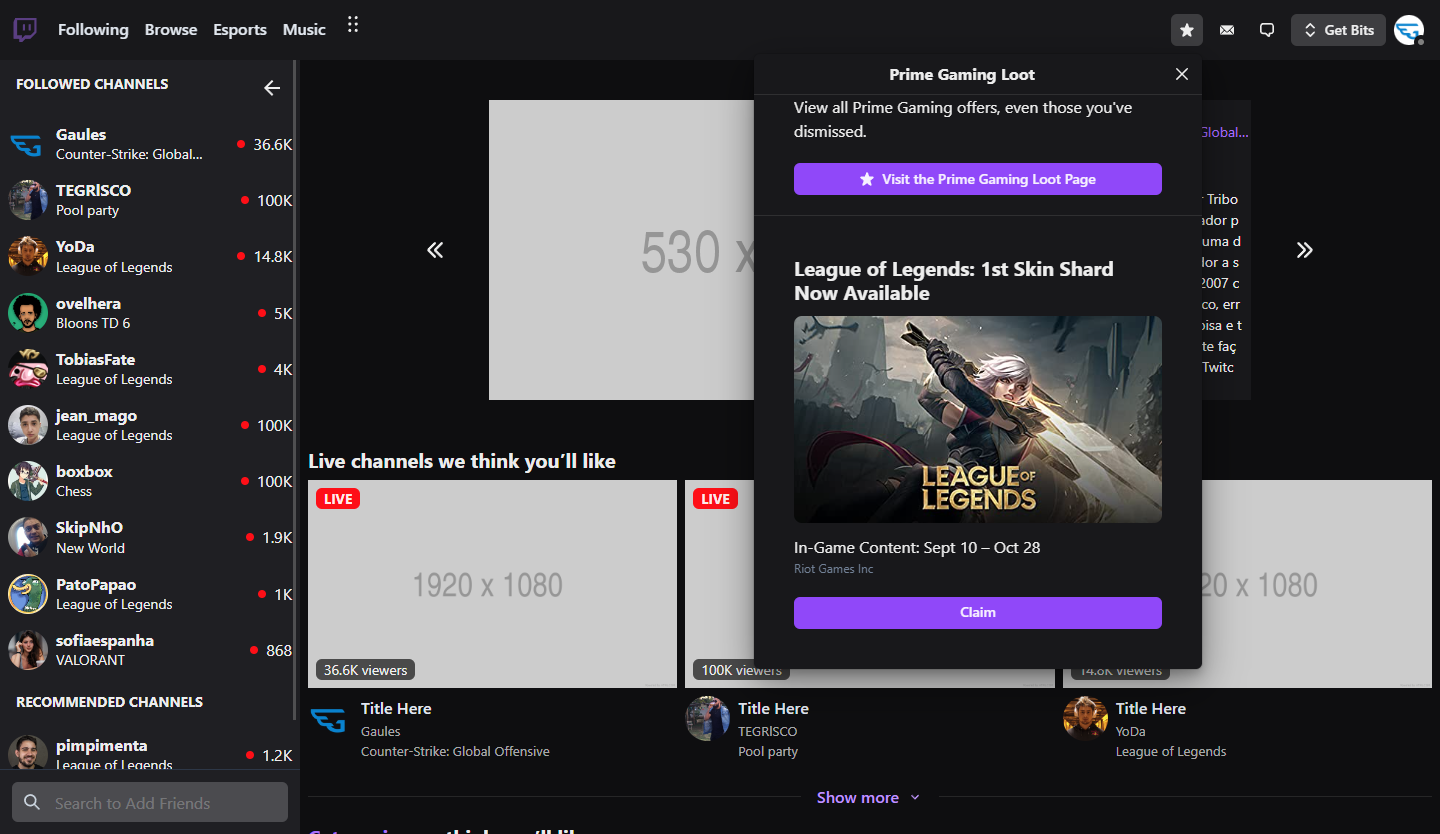 Following Browse Esports Music
Get Bits
FOLLOWED CHANNELS
Gaules
Counter-Strike: Global...
36.6K
TEGRlSCO
Pool party
100K
YoDa
League of Legends
14.8K
ovelhera
Bloons TD 6
5K
TobiasFate
League of Legends
4K
jean_mago
League of Legends
100K
boxbox
Chess
100K
SkipNhO
New World
1.9K
PatoPapao
League of Legends
1K
sofiaespanha
VALORANT
868
RECOMMENDED CHANNELS
pimpimenta
League of Legends
1.2K
Search to Add Friends
530 x
Global...
Tribo
ador p
uma d
lor a s
2007 c
co, err
oisa e t
te faç
Twitc
Prime Gaming Loot
View all Prime Gaming offers, even those you've
dismissed.
Visit the Prime Gaming Loot Page
League of Legends: 1st Skin Shard
Now Available
LEAGUE OF
LEGENDS
In-Game Content: Sept 10 – Oct 28
Riot Games Inc
Claim
Live channels we think you’ll like
LIVE
1920 x 1080
36.6K viewers
Title Here
Gaules
Counter-Strike: Global Offensive
LIVE
100K viewers
Title Here
TEGRlSCO
Pool party
20 x 1080
14.8K viewers
Title Here
YoDa
League of Legends
Show more